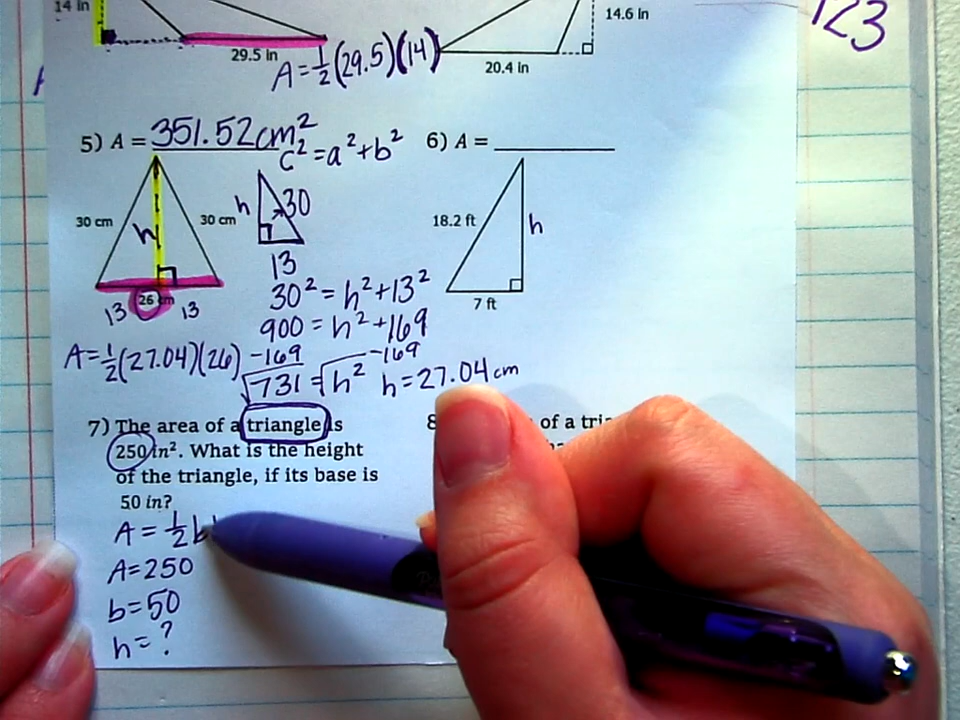 14 in
14.6 in
123
29.5 in
20.4 in
A = 1/2 (29.5)(14)
5) A = 351.52cm²
c² = a² + b²
6) A =
30 cm
h
30 cm
h
30
18.2 ft
h
13
26 cm
13
13
7 ft
30² = h² + 13²
900 = h² + 169
A = 1/2 (27.04)(26)
-169
-169
√731 = √h²
h = 27.04 cm
7) The area of a triangle is
250 in². What is the height
of the triangle, if its base is
50 in?
8
of a
A = 1/2 b
A = 250
b = 50
h = ?